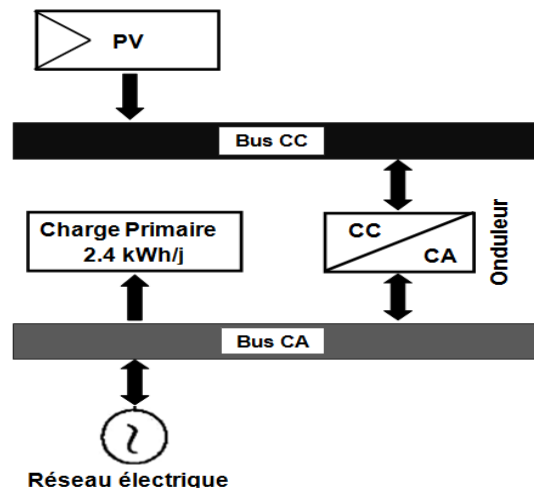 PV
Bus CC
Charge Primaire
2.4 kWh/j
CC
CA
Onduleur
Bus CA
Réseau électrique